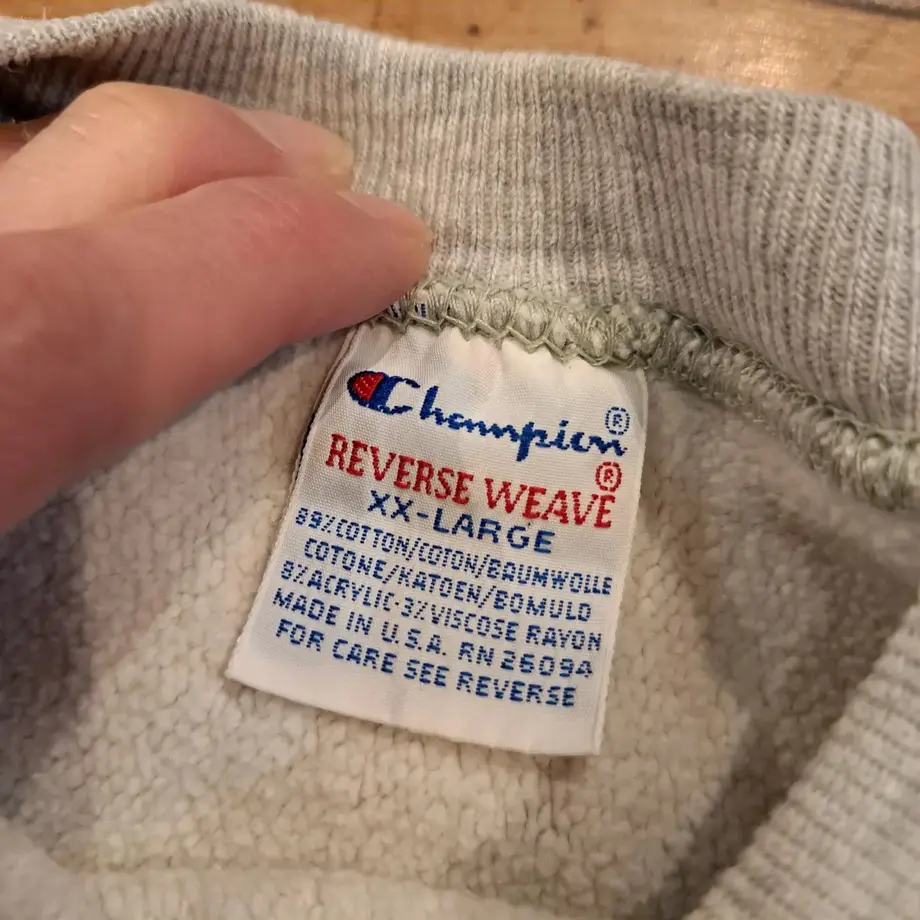 Champion®
REVERSE WEAVE®
XX-LARGE
89% COTTON/COTON/BAUMWOLLE
COTONE/KATOEN/BOMULD
8% ACRYLIC-3% VISCOSE RAYON
MADE IN U.S.A. RN 26094
FOR CARE SEE REVERSE